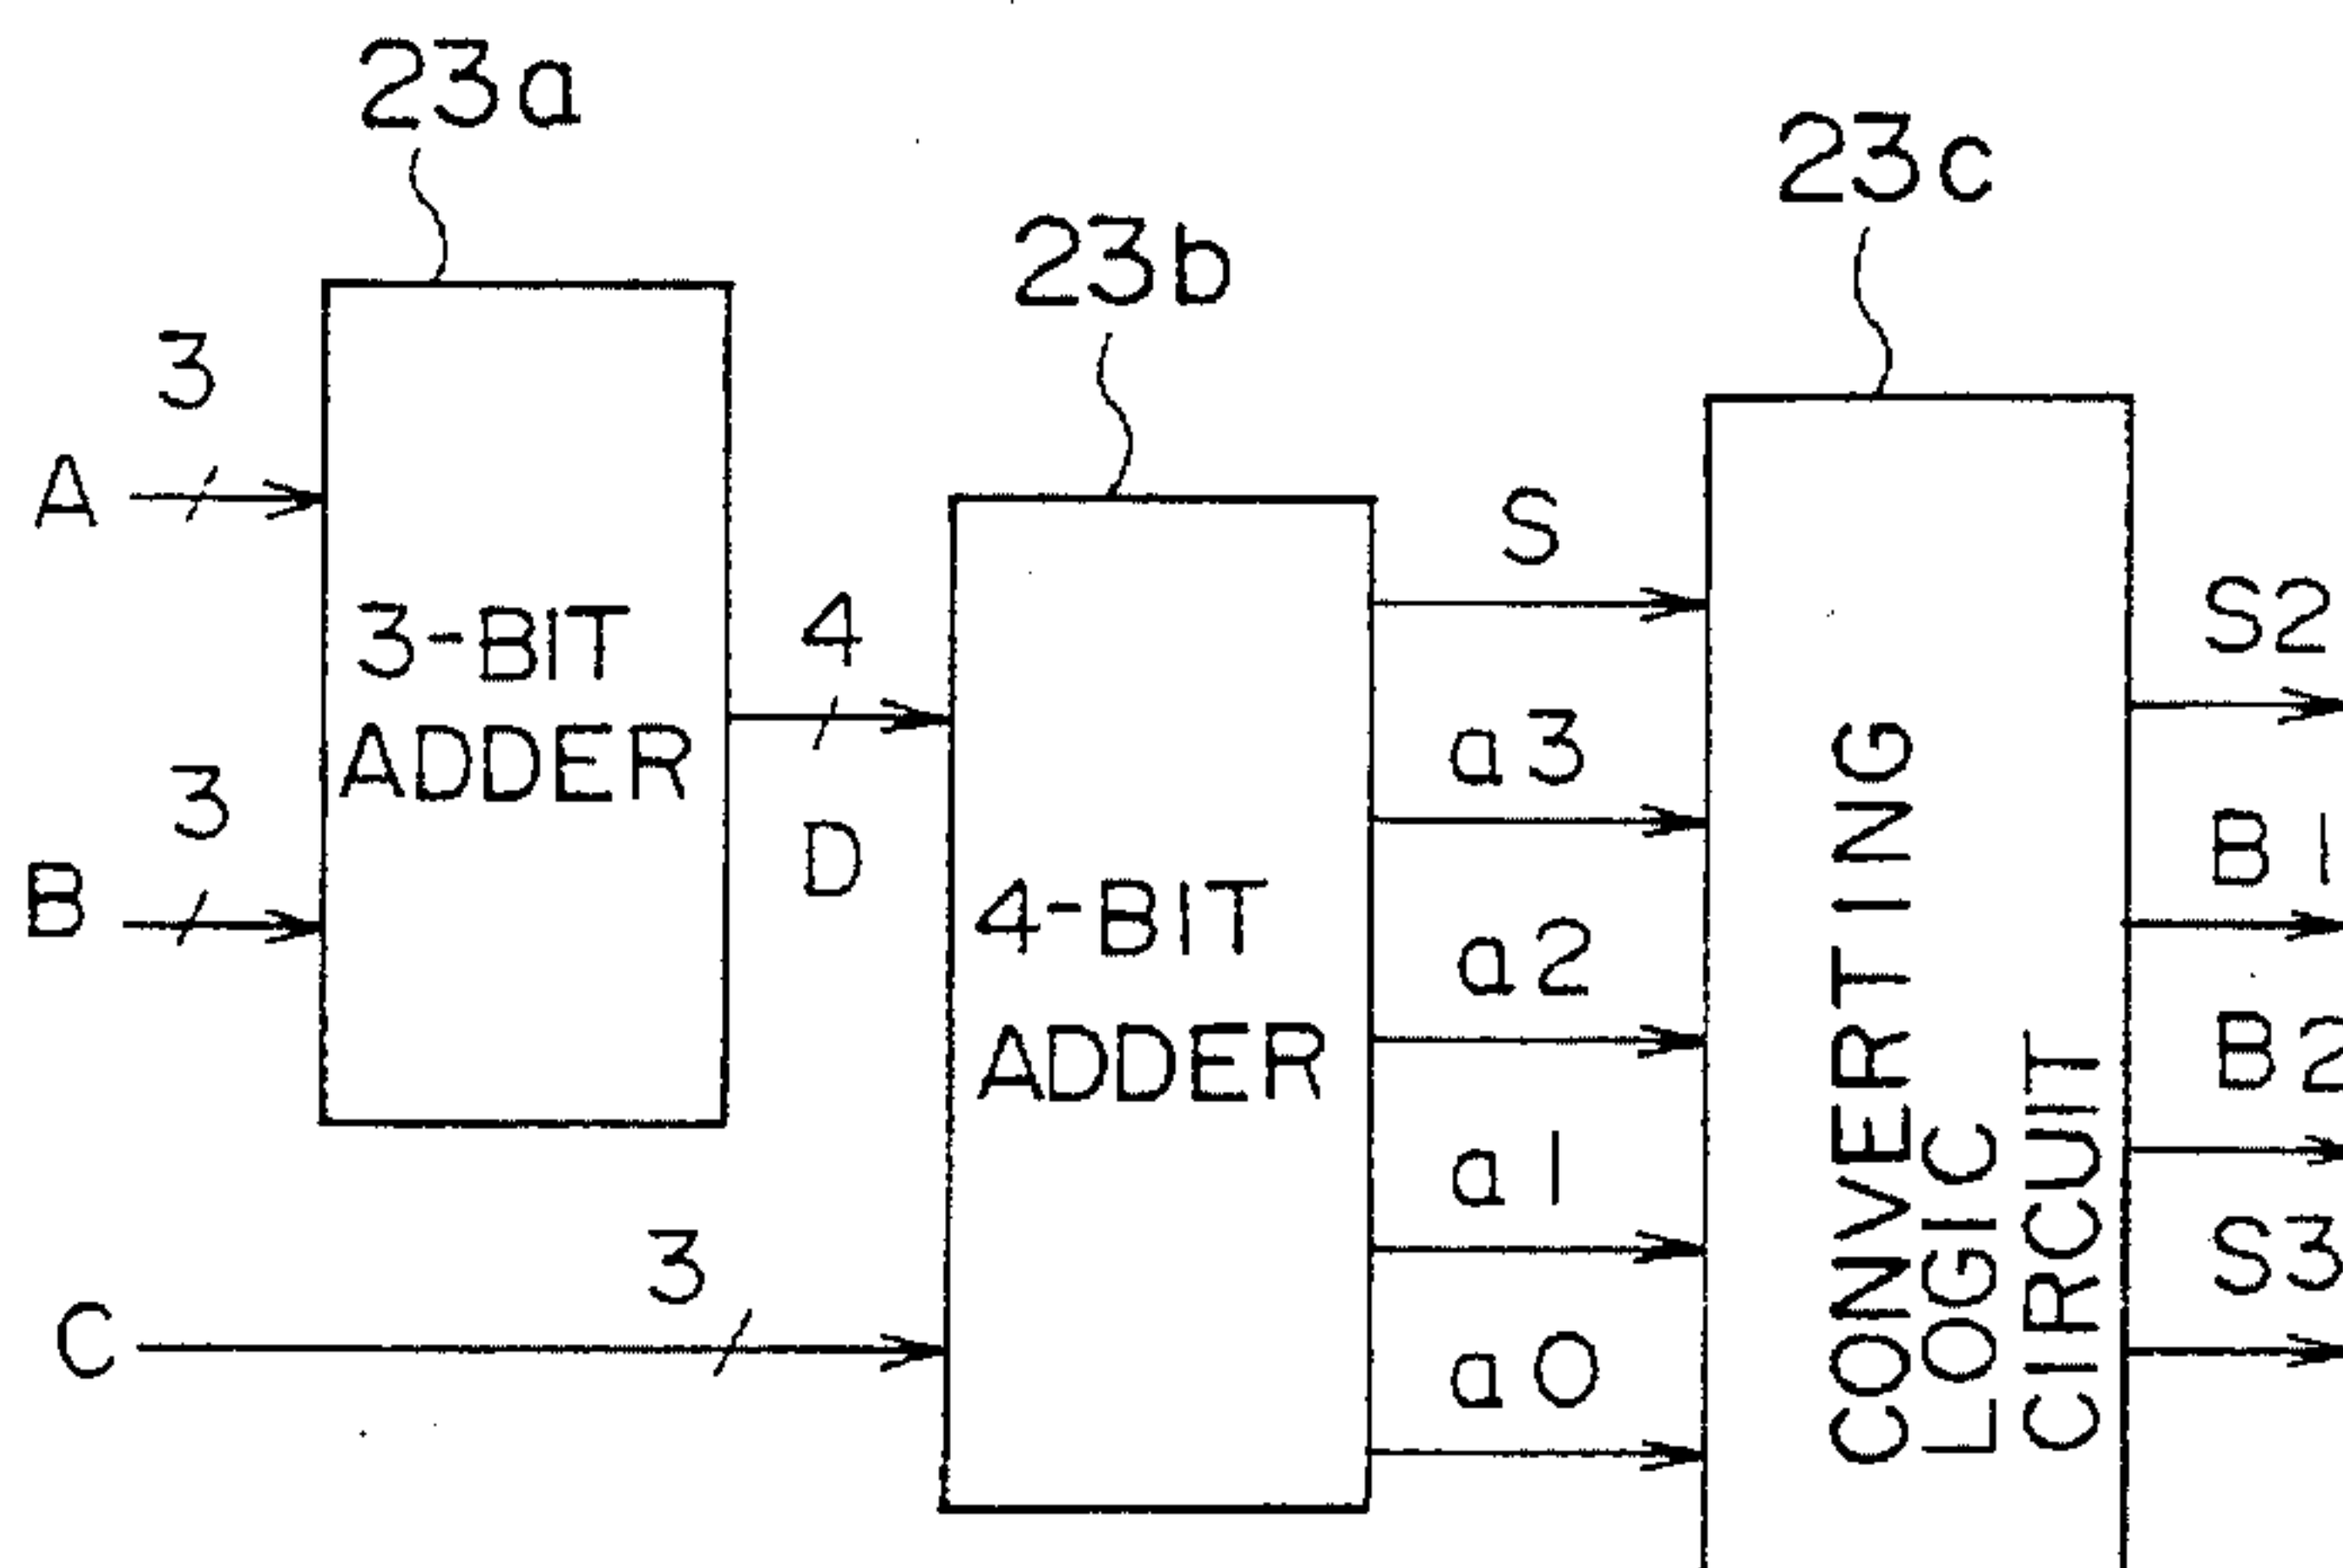 23a
23b
23c
3
A
3
B
3-BIT
ADDER
4
D
3
C
4-BIT
ADDER
S
a3
a2
a1
a0
CONVERTING
LOGIC
CIRCUIT
S2
B1
B2
S3